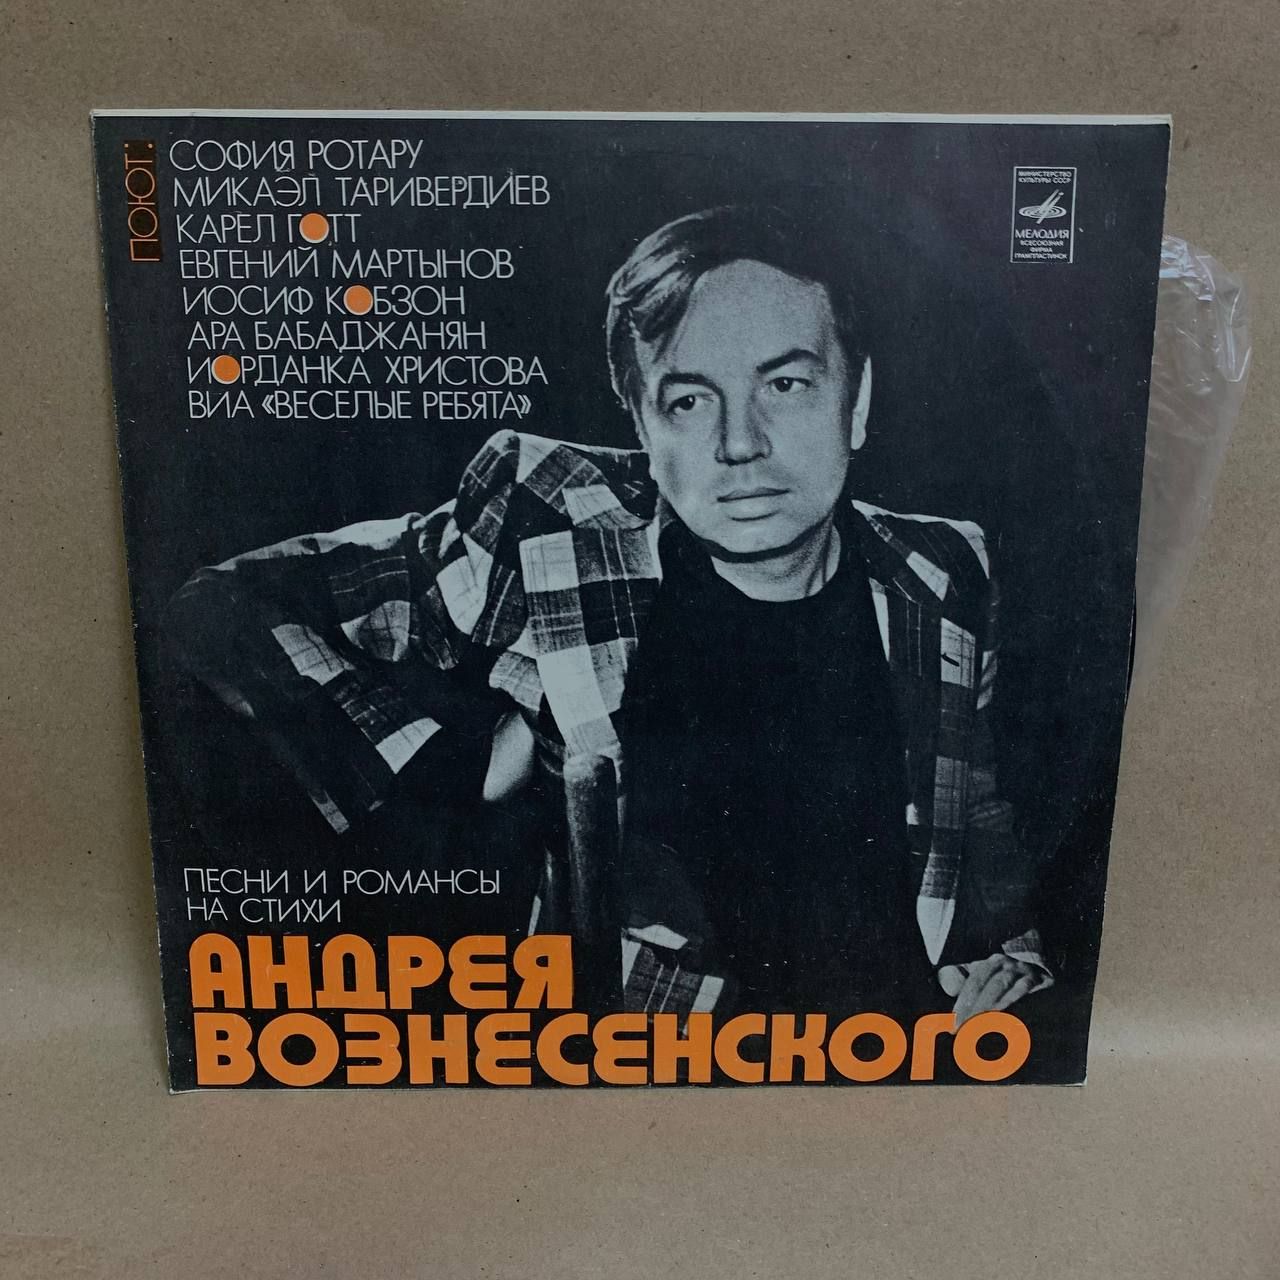 ПОЮТ:
СОФИЯ РОТАРУ
МИКАЭЛ ТАРИВЕРДИЕВ
КАРЕЛ ГОТТ
ЕВГЕНИЙ МАРТЫНОВ
ИОСИФ КОБЗОН
АРА БАБАДЖАНЯН
ИОРДАНКА ХРИСТОВА
ВИА «ВЕСЕЛЫЕ РЕБЯТА»
МИНИСТЕРСТВО
КУЛЬТУРЫ СССР
МЕЛОДИЯ
ВСЕСОЮЗНАЯ
ФИРМА
ГРАМПЛАСТИНОК
ПЕСНИ И РОМАНСЫ
НА СТИХИ
АНДРЕЯ
ВОЗНЕСЕНСКОГО